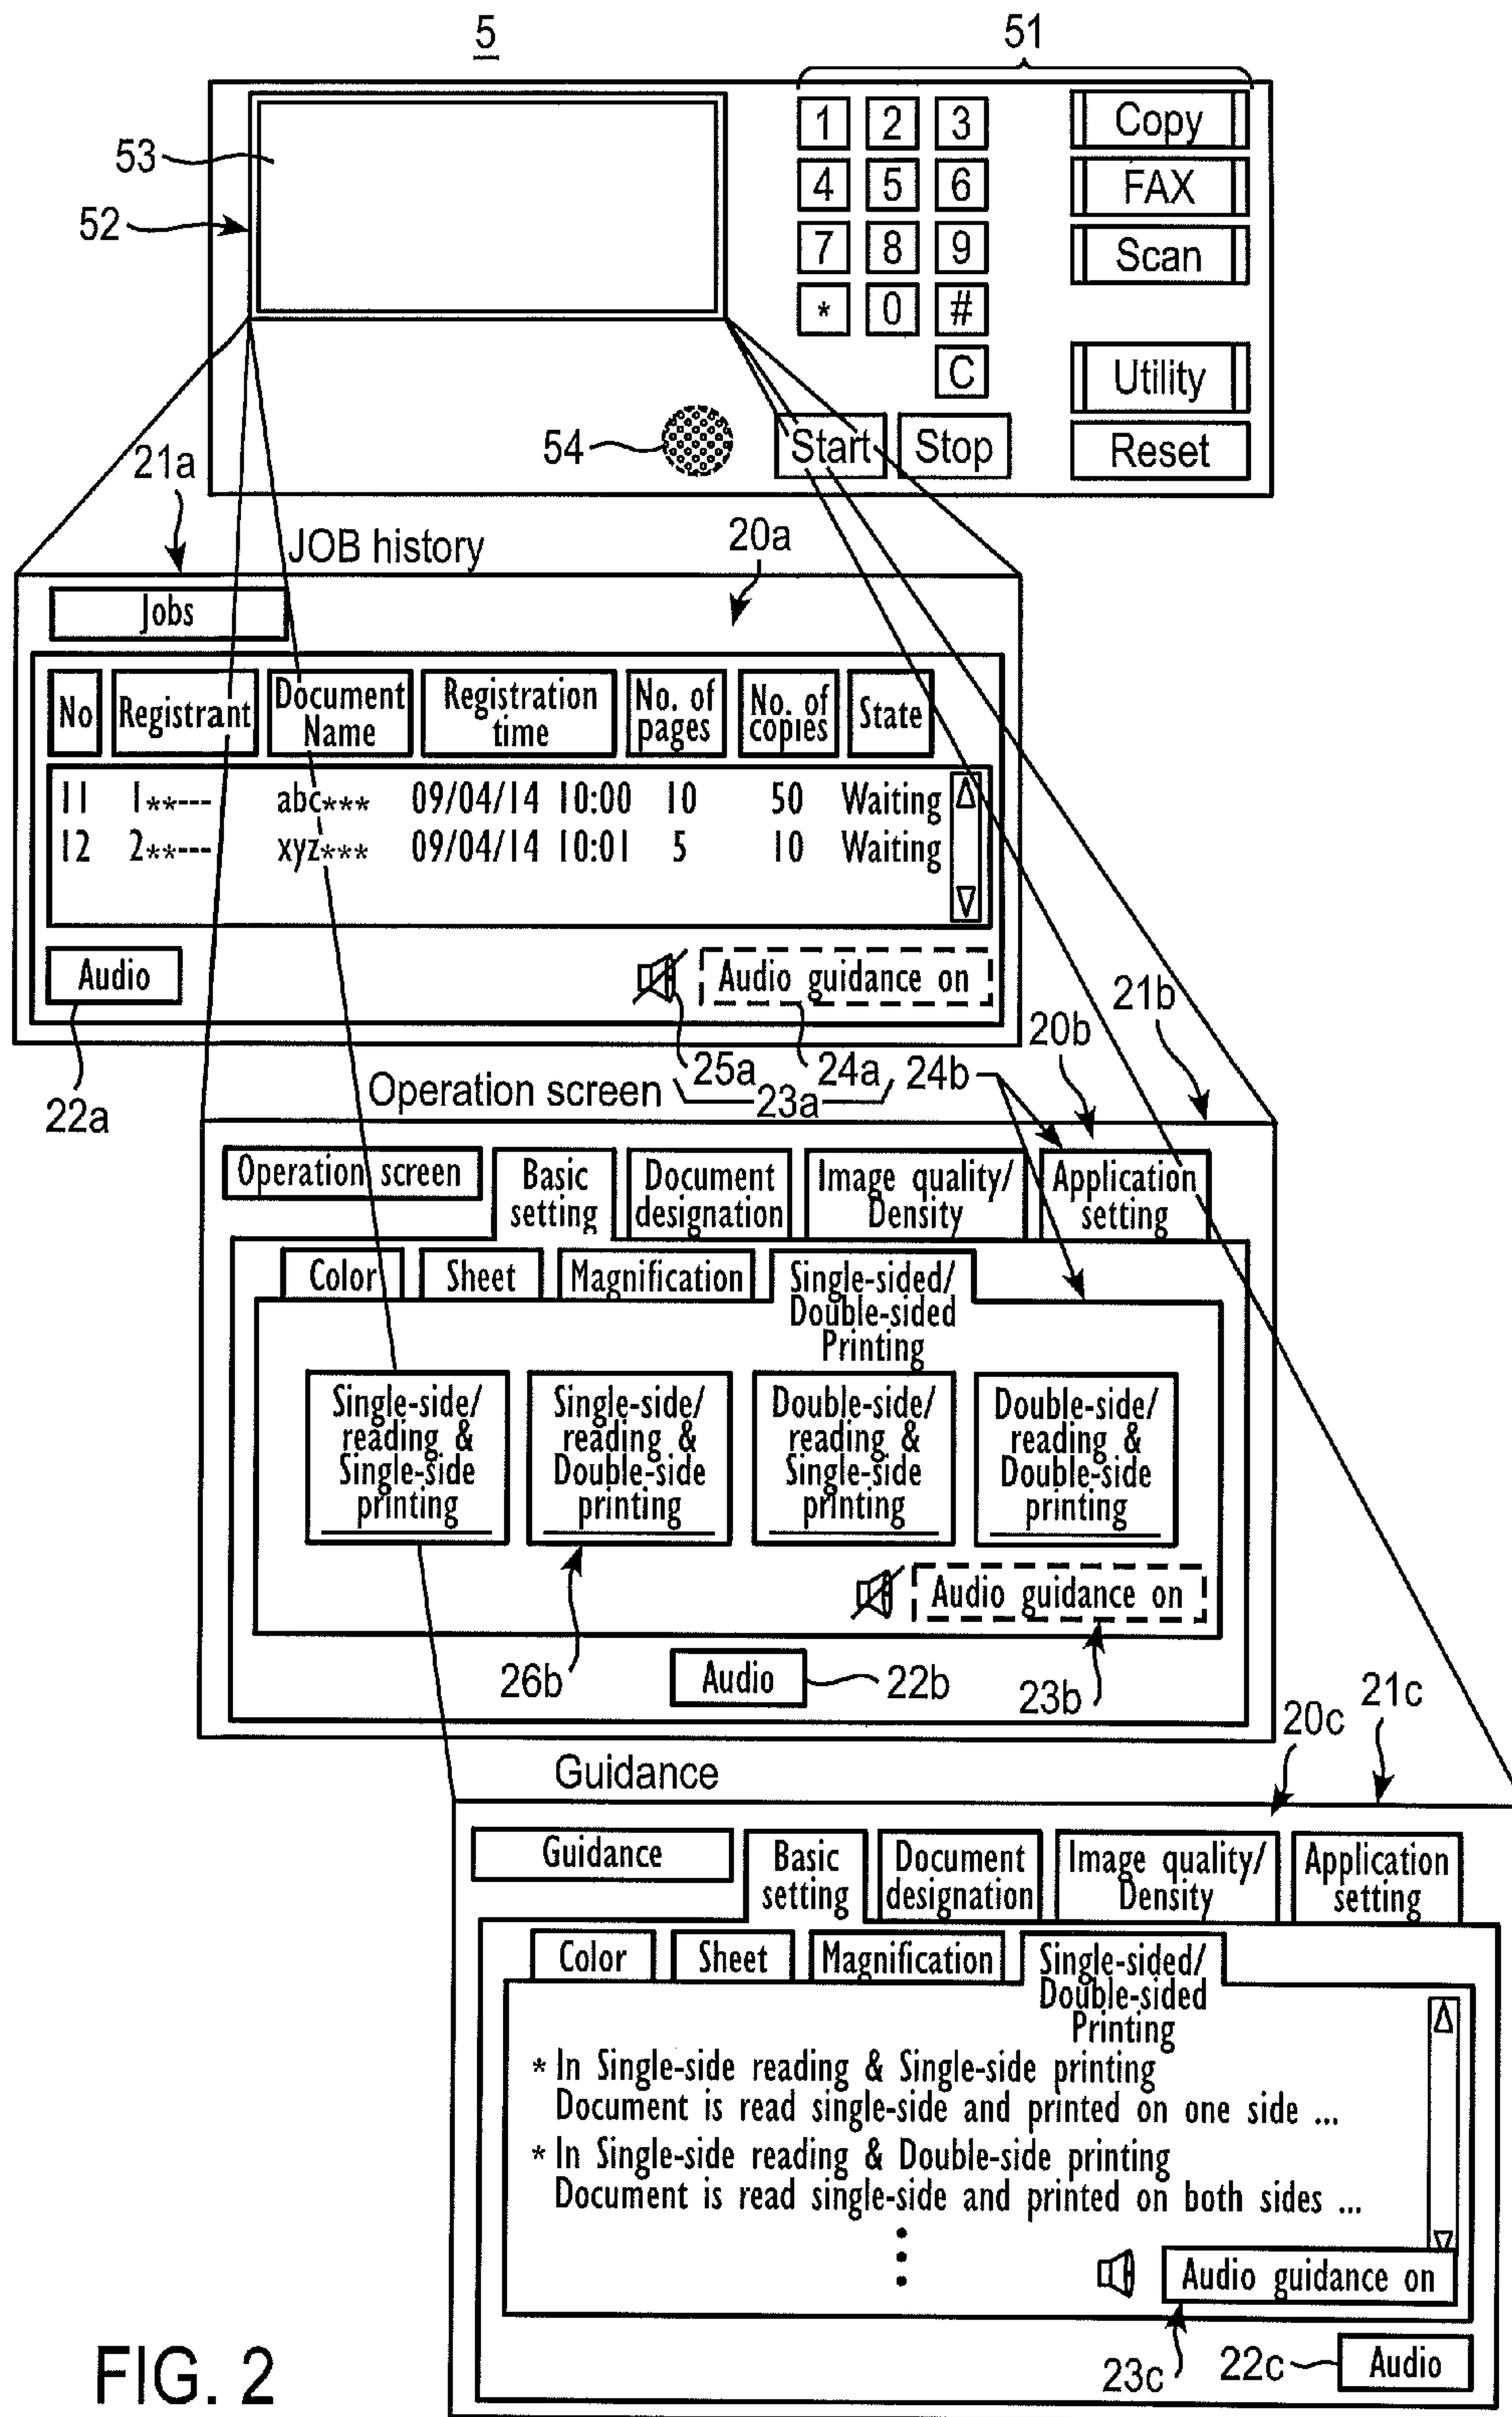 5
51
53
52
1 2 3
4 5 6
7 8 9
* 0 #
C
Copy
FAX
Scan
Utility
Reset
54
Start Stop
21a
JOB history
20a
Jobs
No Registrant Document Name Registration time No. of pages No. of copies State
11 1**--- abc*** 09/04/14 10:00 10 50 Waiting
12 2**--- xyz*** 09/04/14 10:01 5 10 Waiting
Audio
Audio guidance on
22a
25a 24a
23a
24b
20b
21b
Operation screen
Operation screen
Basic
setting
Document
designation
Image quality/
Density
Application
setting
Color
Sheet
Magnification
Single-sided/
Double-sided
Printing
Single-side/
reading &
Single-side
printing
Single-side/
reading &
Double-side
printing
Double-side/
reading &
Single-side
printing
Double-side/
reading &
Double-side
printing
Audio guidance on
26b
Audio
22b
23b
20c
21c
Guidance
Guidance
Basic
setting
Document
designation
Image quality/
Density
Application
setting
Color
Sheet
Magnification
Single-sided/
Double-sided
Printing
* In Single-side reading & Single-side printing
Document is read single-side and printed on one side ...
* In Single-side reading & Double-side printing
Document is read single-side and printed on both sides ...
Audio guidance on
23c
22c
Audio
FIG. 2